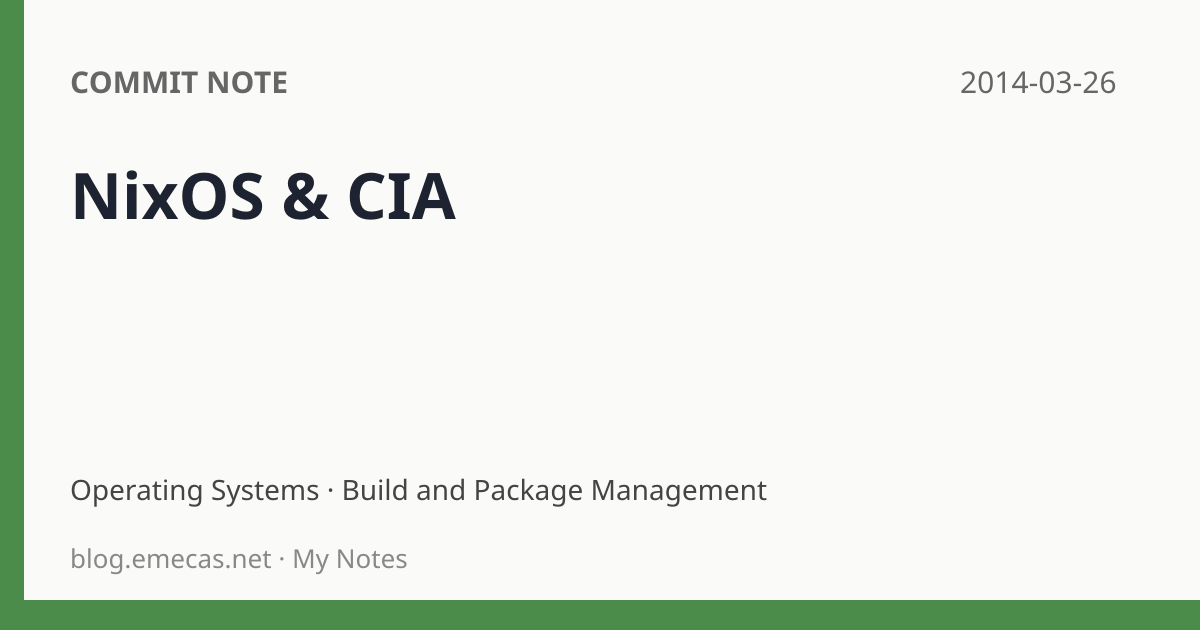 COMMIT NOTE
2014-03-26
NixOS & CIA
Operating Systems · Build and Package Management
blog.emecas.net · My Notes